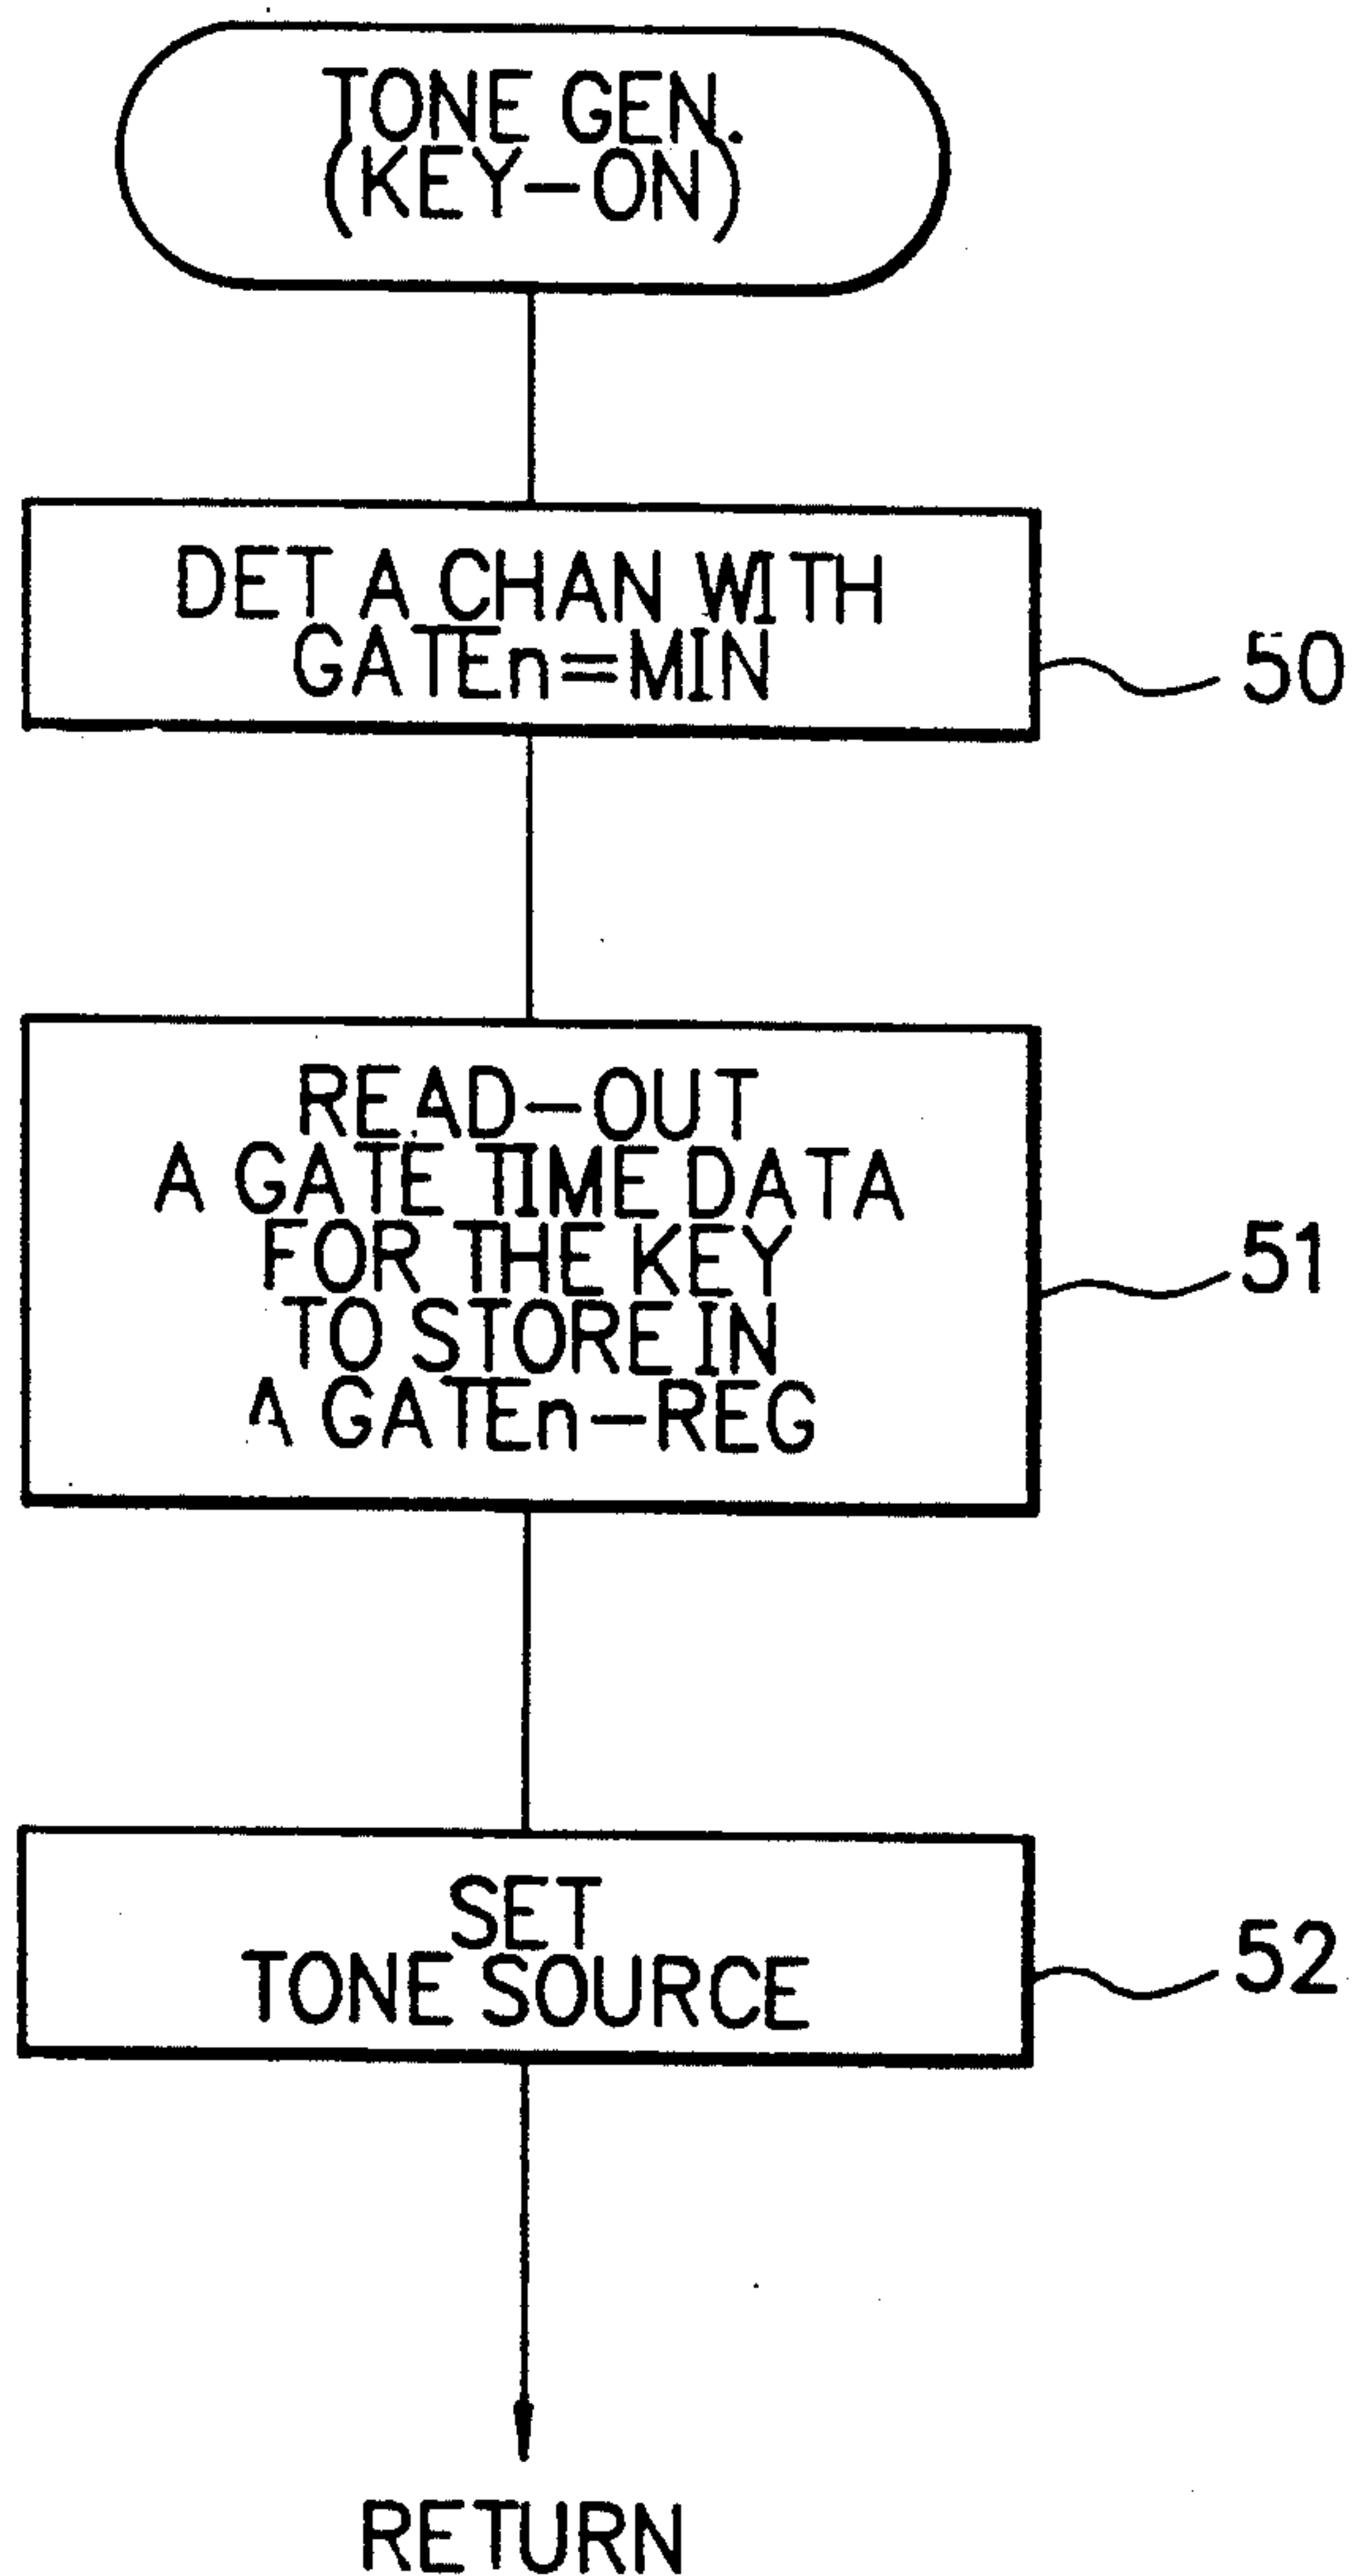 TONE GEN.
(KEY-ON)
DET A CHAN WITH
GATEn=MIN
50
READ-OUT
A GATE TIME DATA
FOR THE KEY
TO STORE IN
A GATEn-REG
51
SET
TONE SOURCE
52
RETURN